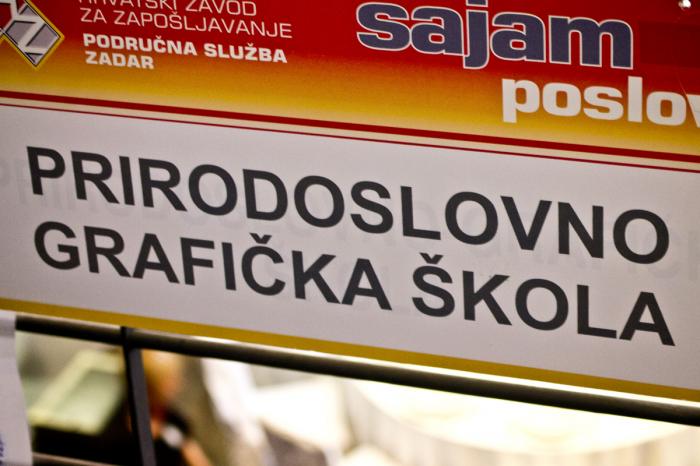 HRVATSKI ZAVOD
ZA ZAPOŠLJAVANJE
PODRUČNA SLUŽBA
ZADAR
sajam
poslov
PRIRODOSLOVNO
GRAFIČKA ŠKOLA